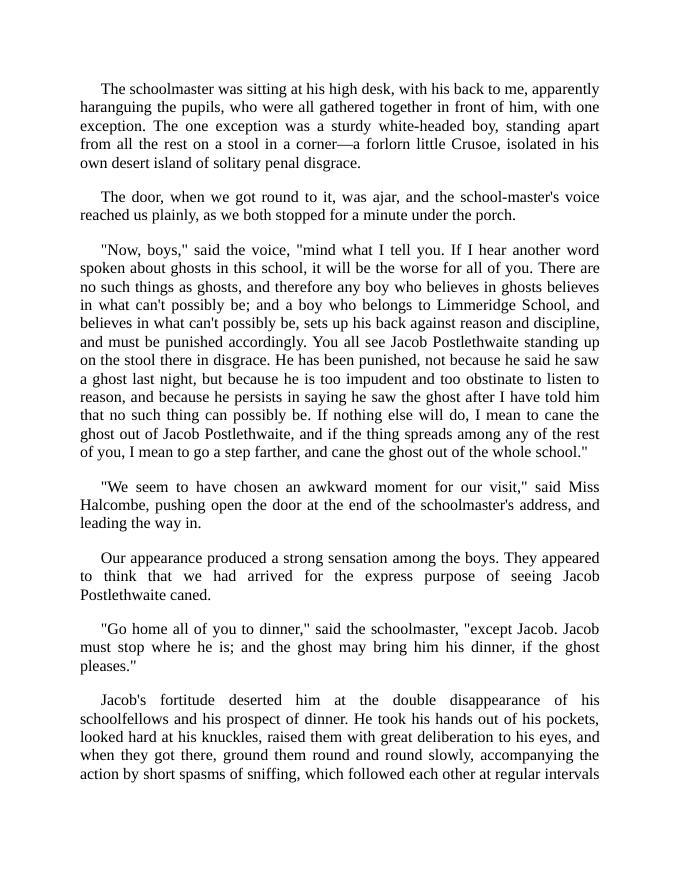 The schoolmaster was sitting at his high desk, with his back to me, apparently
haranguing the pupils, who were all gathered together in front of him, with one
exception. The one exception was a sturdy white-headed boy, standing apart
from all the rest on a stool in a corner—a forlorn little Crusoe, isolated in his
own desert island of solitary penal disgrace.
The door, when we got round to it, was ajar, and the school-master's voice
reached us plainly, as we both stopped for a minute under the porch.
"Now, boys," said the voice, "mind what I tell you. If I hear another word
spoken about ghosts in this school, it will be the worse for all of you. There are
no such things as ghosts, and therefore any boy who believes in ghosts believes
in what can't possibly be; and a boy who belongs to Limmeridge School, and
believes in what can't possibly be, sets up his back against reason and discipline,
and must be punished accordingly. You all see Jacob Postlethwaite standing up
on the stool there in disgrace. He has been punished, not because he said he saw
a ghost last night, but because he is too impudent and too obstinate to listen to
reason, and because he persists in saying he saw the ghost after I have told him
that no such thing can possibly be. If nothing else will do, I mean to cane the
ghost out of Jacob Postlethwaite, and if the thing spreads among any of the rest
of you, I mean to go a step farther, and cane the ghost out of the whole school."
"We seem to have chosen an awkward moment for our visit," said Miss
Halcombe, pushing open the door at the end of the schoolmaster's address, and
leading the way in.
Our appearance produced a strong sensation among the boys. They appeared
to think that we had arrived for the express purpose of seeing Jacob
Postlethwaite caned.
"Go home all of you to dinner," said the schoolmaster, "except Jacob. Jacob
must stop where he is; and the ghost may bring him his dinner, if the ghost
pleases."
Jacob's fortitude deserted him at the double disappearance of his
schoolfellows and his prospect of dinner. He took his hands out of his pockets,
looked hard at his knuckles, raised them with great deliberation to his eyes, and
when they got there, ground them round and round slowly, accompanying the
action by short spasms of sniffing, which followed each other at regular intervals